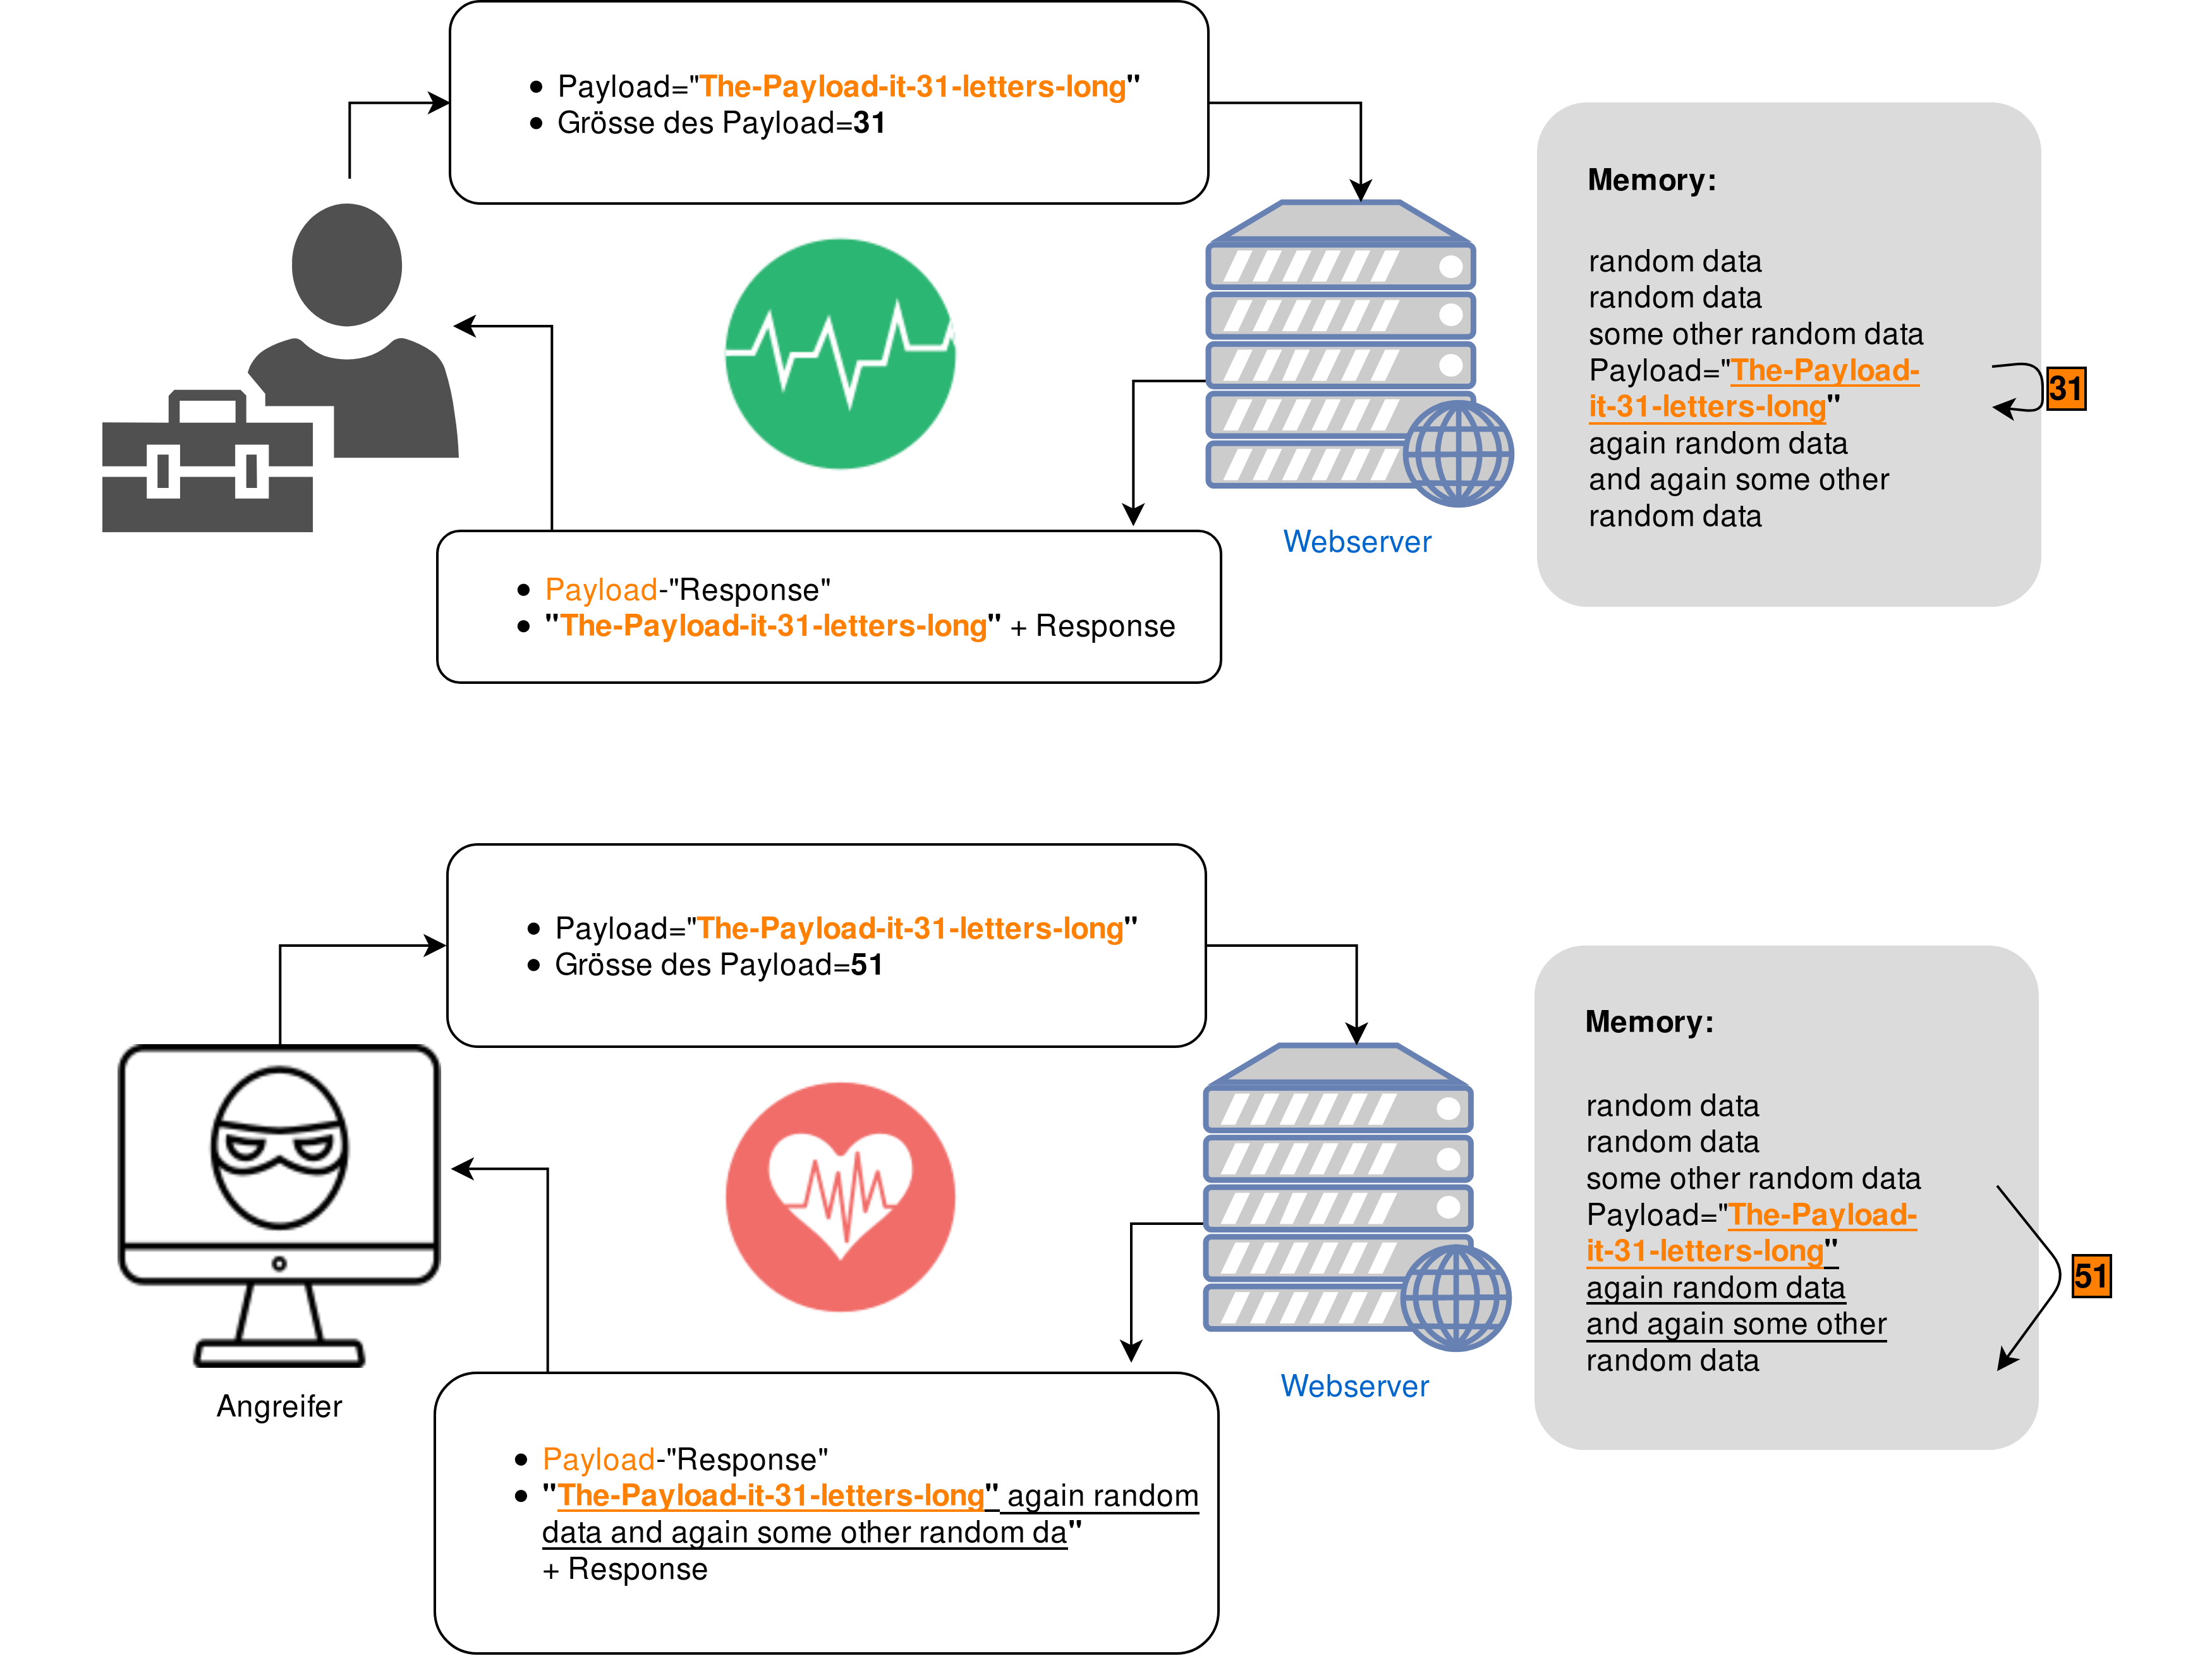 ● Payload="The-Payload-it-31-letters-long"
● Grösse des Payload=31
Memory:
random data
random data
some other random data
Payload="The-Payload-
it-31-letters-long"
again random data
and again some other
random data
31
Webserver
● Payload-"Response"
● "The-Payload-it-31-letters-long" + Response
● Payload="The-Payload-it-31-letters-long"
● Grösse des Payload=51
Memory:
random data
random data
some other random data
Payload="The-Payload-
it-31-letters-long"
again random data
and again some other
random data
51
Webserver
Angreifer
● Payload-"Response"
● "The-Payload-it-31-letters-long" again random
data and again some other random da"
+ Response